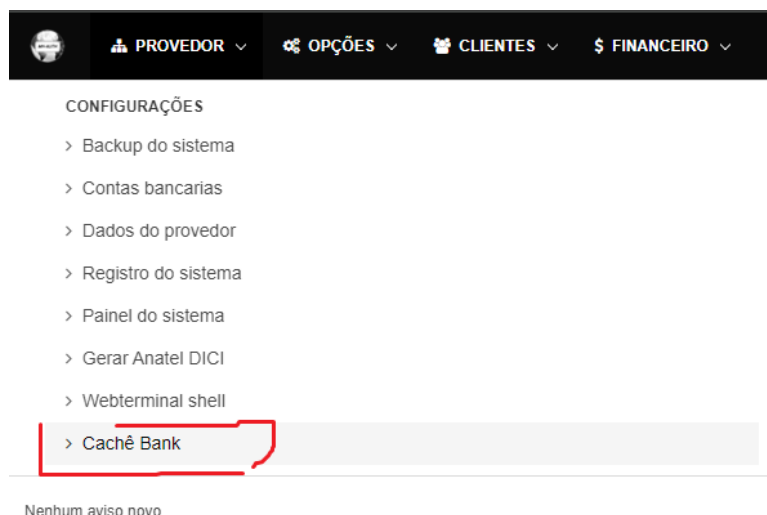 PROVEDOR OPÇÕES CLIENTES $ FINANCEIRO
CONFIGURAÇÕES
> Backup do sistema
> Contas bancarias
> Dados do provedor
> Registro do sistema
> Painel do sistema
> Gerar Anatel DICI
> Webterminal shell
> Cachê Bank
Nenhum aviso novo